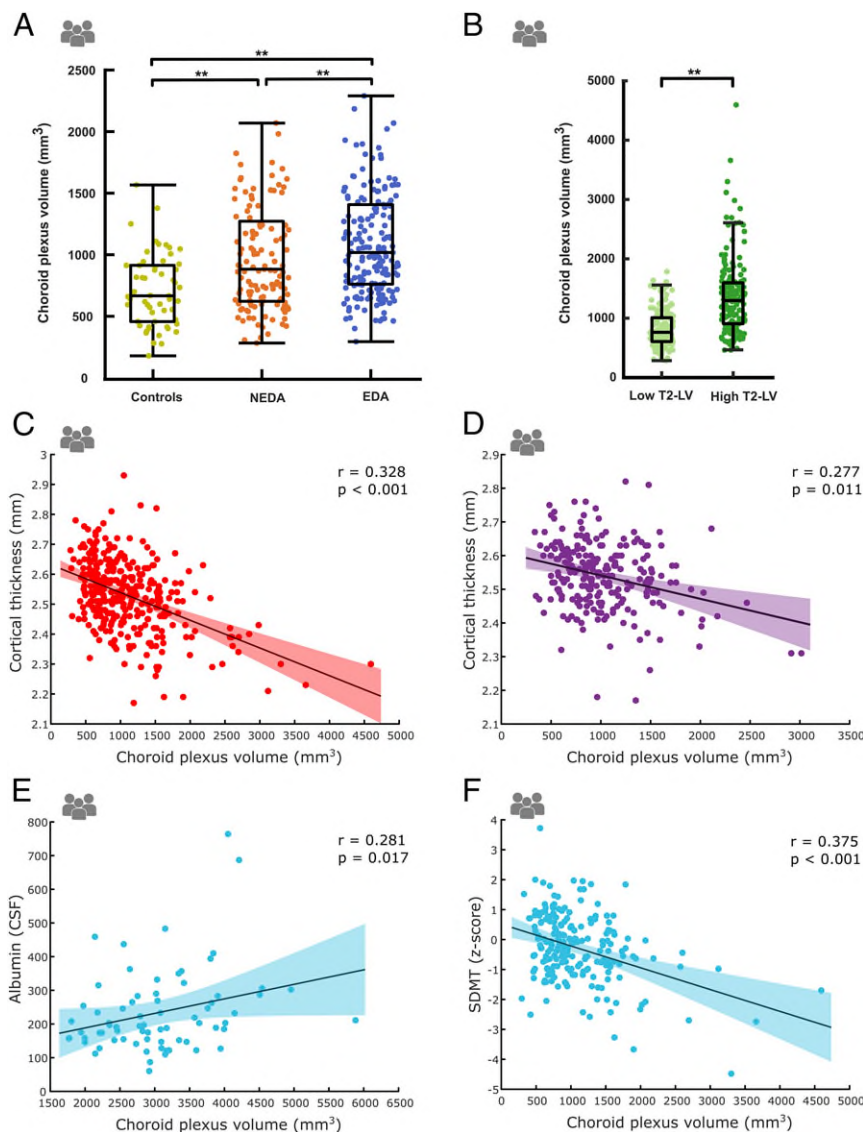 A
**
**
**
Choroid plexus volume (mm³)
2500
2000
1500
1000
500
0
Controls NEDA EDA
B
**
Choroid plexus volume (mm³)
5000
4000
3000
2000
1000
0
Low T2-LV High T2-LV
C
r = 0.328
p < 0.001
Cortical thickness (mm)
3
2.9
2.8
2.7
2.6
2.5
2.4
2.3
2.2
2.1
0 500 1000 1500 2000 2500 3000 3500 4000 4500 5000
Choroid plexus volume (mm³)
D
r = 0.277
p = 0.011
Cortical thickness (mm)
2.9
2.8
2.7
2.6
2.5
2.4
2.3
2.2
2.1
0 500 1000 1500 2000 2500 3000 3500
Choroid plexus volume (mm³)
E
r = 0.281
p = 0.017
Albumin (CSF)
800
700
600
500
400
300
200
100
0
1500 2000 2500 3000 3500 4000 4500 5000 5500 6000 6500
Choroid plexus volume (mm³)
F
r = 0.375
p < 0.001
SDMT (z-score)
4
3
2
1
0
-1
-2
-3
-4
-5
0 500 1000 1500 2000 2500 3000 3500 4000 4500 5000
Choroid plexus volume (mm³)